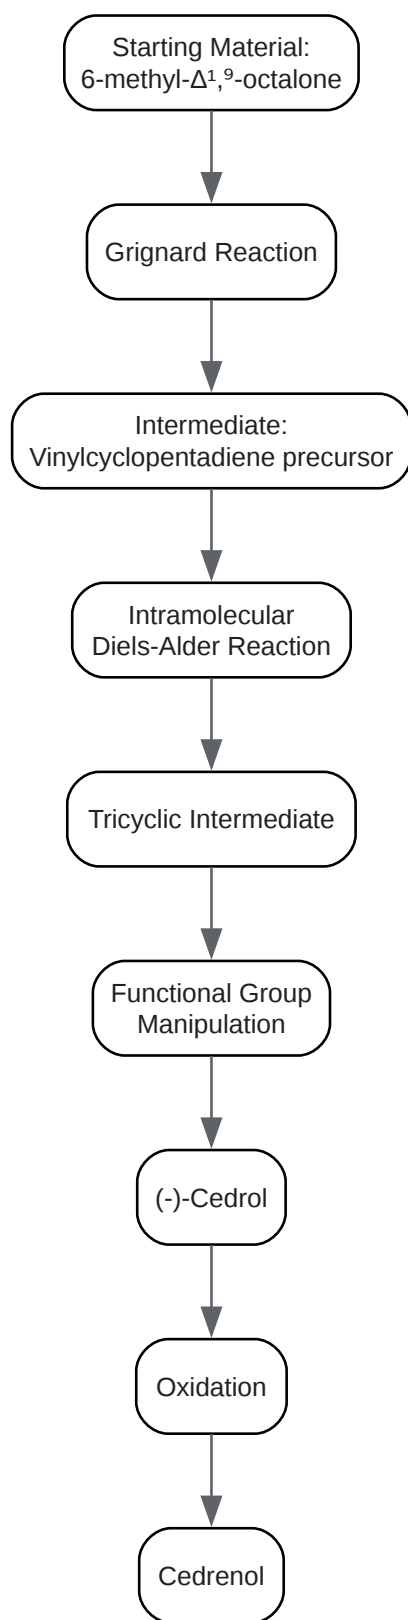 Starting Material:
6-methyl-Δ¹,⁹-octalone
Grignard Reaction
Intermediate:
Vinylcyclopentadiene precursor
Intramolecular
Diels-Alder Reaction
Tricyclic Intermediate
Functional Group
Manipulation
(-)-Cedrol
Oxidation
Cedrenol